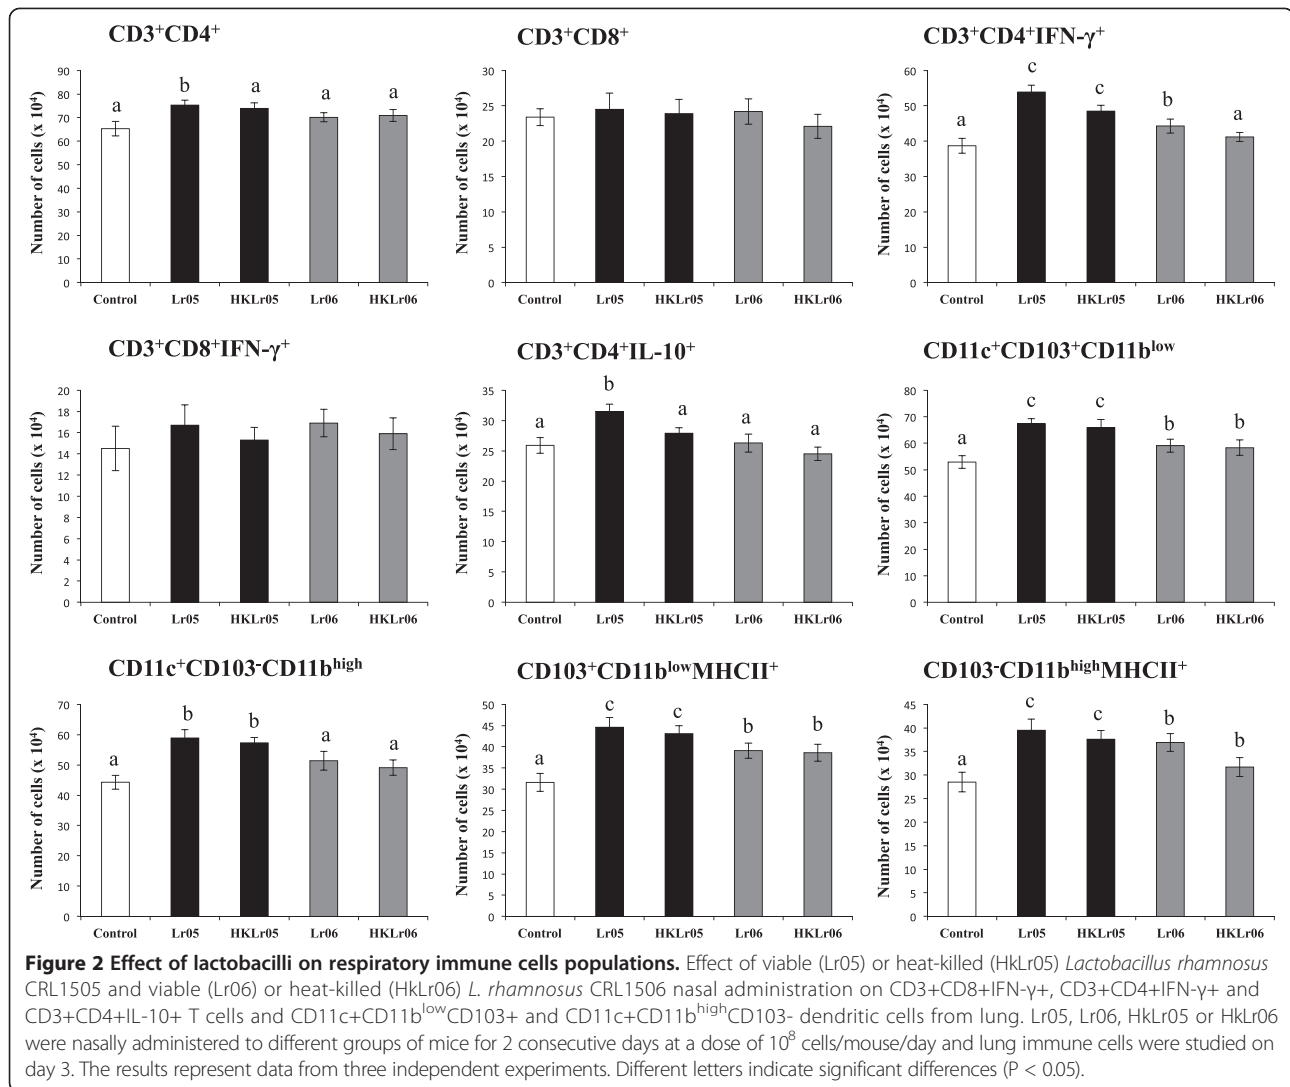 CD3⁺CD4⁺
Number of cells (x 10⁴)
90
80
70
60
50
40
30
20
10
0
a
b
a
a
a
Control Lr05 HKLr05 Lr06 HKLr06
CD3⁺CD8⁺
Number of cells (x 10⁴)
30
25
20
15
10
5
0
Control Lr05 HKLr05 Lr06 HKLr06
CD3⁺CD4⁺IFN-γ⁺
Number of cells (x 10⁴)
60
50
40
30
20
10
0
a
c
c
b
a
Control Lr05 HKLr05 Lr06 HKLr06
CD3⁺CD8⁺IFN-γ⁺
Number of cells (x 10⁴)
20
18
16
14
12
10
8
6
4
2
0
Control Lr05 HKLr05 Lr06 HKLr06
CD3⁺CD4⁺IL-10⁺
Number of cells (x 10⁴)
35
30
25
20
15
10
5
0
a
b
a
a
a
Control Lr05 HKLr05 Lr06 HKLr06
CD11c⁺CD103⁺CD11b^low
Number of cells (x 10⁴)
80
70
60
50
40
30
20
10
0
a
c
c
b
b
Control Lr05 HKLr05 Lr06 HKLr06
CD11c⁺CD103⁻CD11b^high
Number of cells (x 10⁴)
70
60
50
40
30
20
10
0
a
b
b
a
a
Control Lr05 HKLr05 Lr06 HKLr06
CD103⁺CD11b^lowMHCII⁺
Number of cells (x 10⁴)
50
45
40
35
30
25
20
15
10
5
0
a
c
c
b
b
Control Lr05 HKLr05 Lr06 HKLr06
CD103⁻CD11b^highMHCII⁺
Number of cells (x 10⁴)
45
40
35
30
25
20
15
10
5
0
a
c
c
b
b
Control Lr05 HKLr05 Lr06 HKLr06
Figure 2 Effect of lactobacilli on respiratory immune cells populations. Effect of viable (Lr05) or heat-killed (HkLr05) Lactobacillus rhamnosus
CRL1505 and viable (Lr06) or heat-killed (HkLr06) L. rhamnosus CRL1506 nasal administration on CD3+CD8+IFN-γ+, CD3+CD4+IFN-γ+ and
CD3+CD4+IL-10+ T cells and CD11c+CD11b^lowCD103+ and CD11c+CD11b^highCD103- dendritic cells from lung. Lr05, Lr06, HkLr05 or HkLr06
were nasally administered to different groups of mice for 2 consecutive days at a dose of 10⁸ cells/mouse/day and lung immune cells were studied on
day 3. The results represent data from three independent experiments. Different letters indicate significant differences (P < 0.05).